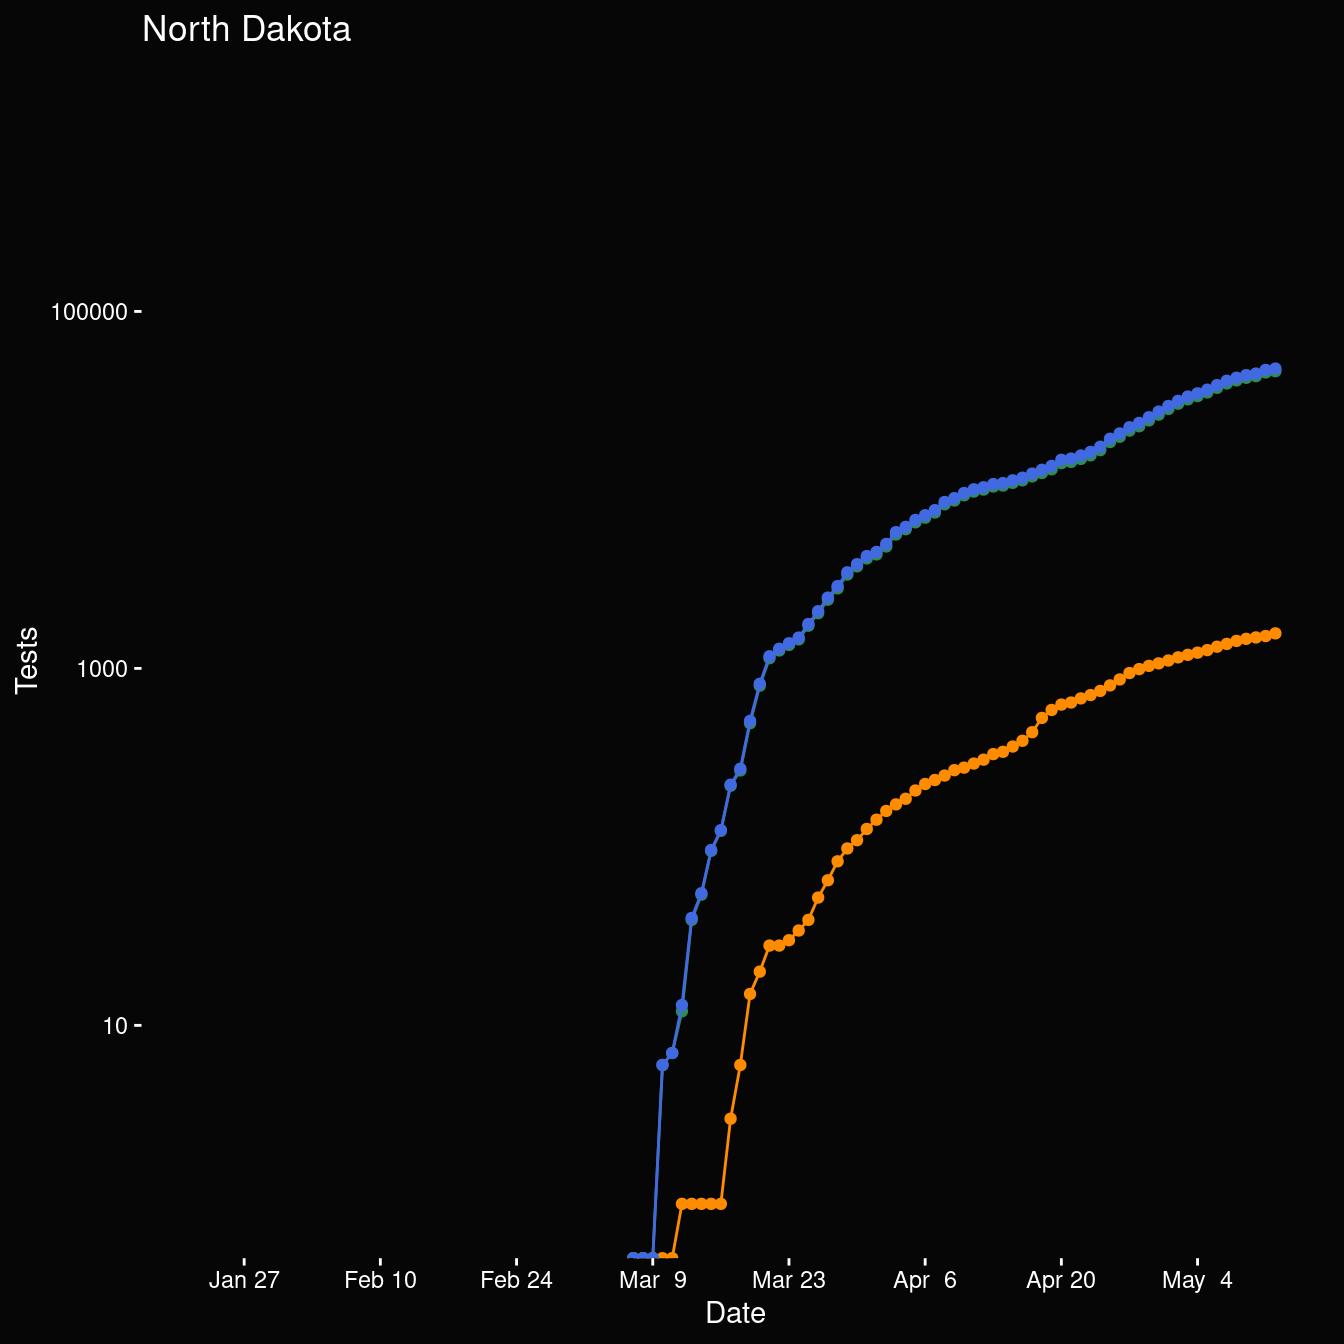 North Dakota
100000
1000
10
Tests
Jan 27
Feb 10
Feb 24
Mar  9
Mar 23
Apr  6
Apr 20
May  4
Date